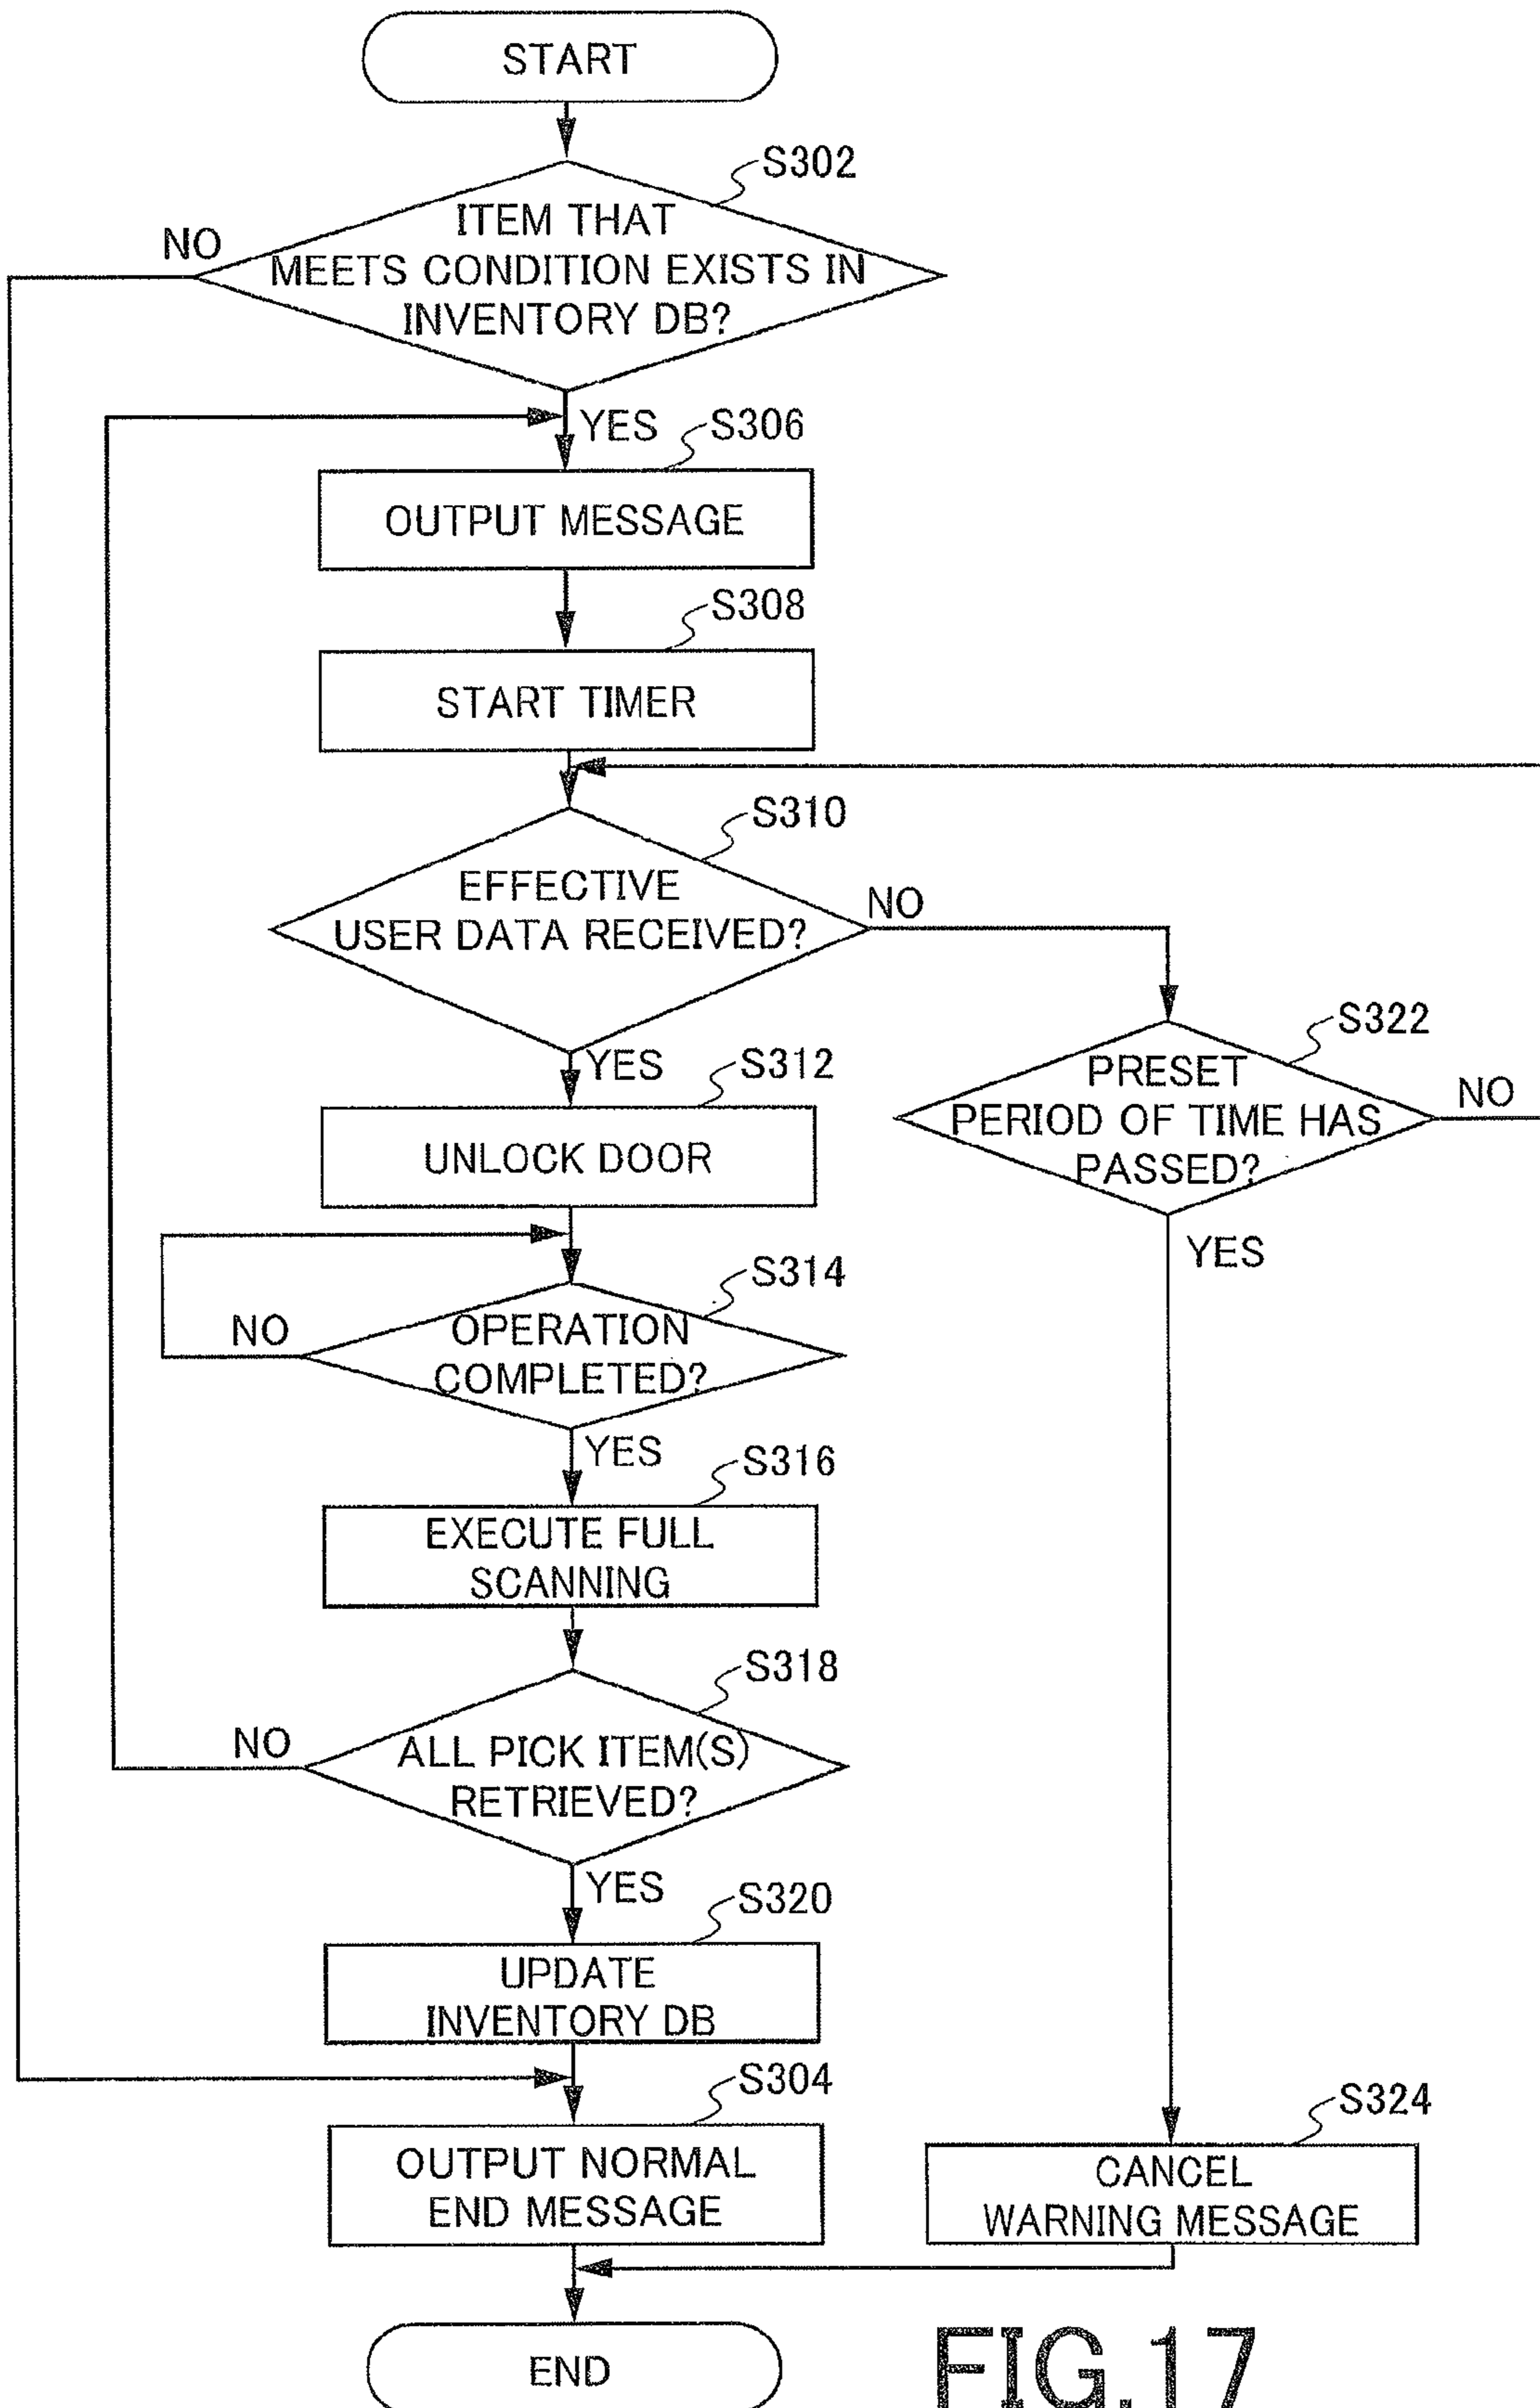 START
S302
NO
ITEM THAT
MEETS CONDITION EXISTS IN
INVENTORY DB?
YES
S306
OUTPUT MESSAGE
S308
START TIMER
S310
EFFECTIVE
USER DATA RECEIVED?
NO
S322
YES
S312
PRESET
PERIOD OF TIME HAS
PASSED?
NO
UNLOCK DOOR
YES
S314
NO
OPERATION
COMPLETED?
YES
S316
EXECUTE FULL
SCANNING
S318
NO
ALL PICK ITEM(S)
RETRIEVED?
YES
S320
UPDATE
INVENTORY DB
S304
S324
OUTPUT NORMAL
END MESSAGE
CANCEL
WARNING MESSAGE
END
FIG.17